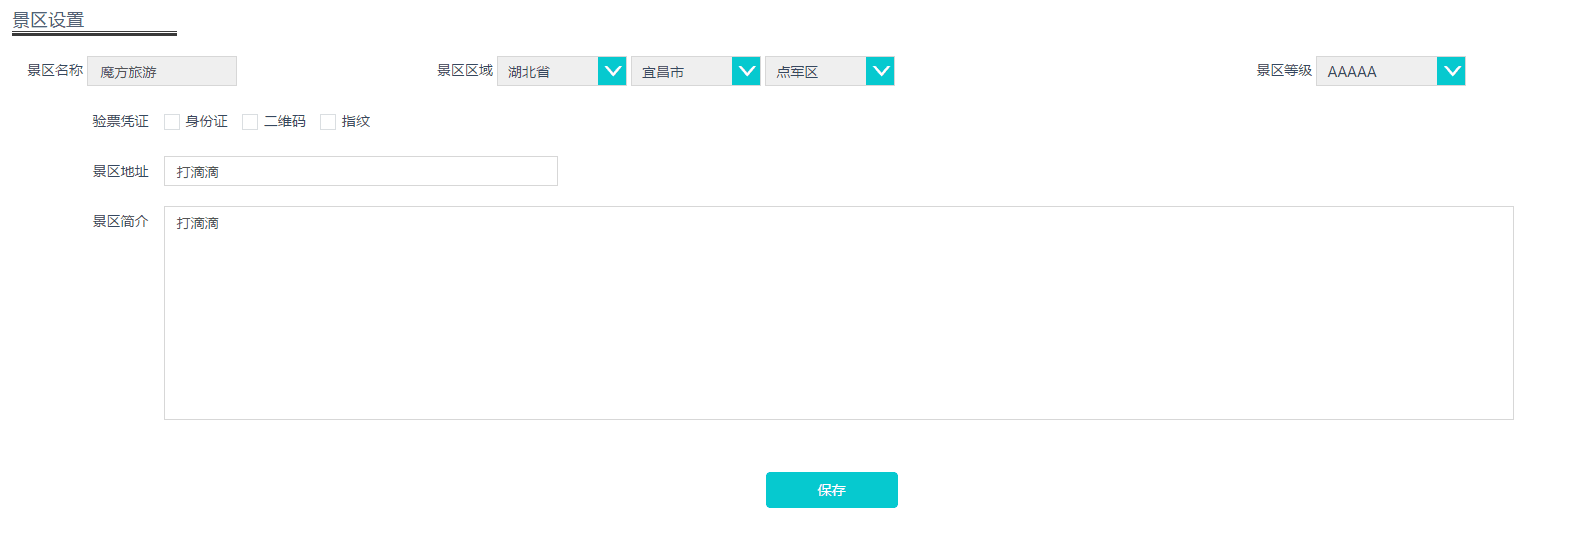 景区设置
景区名称 魔方旅游 景区区域 湖北省 宜昌市 点军区 景区等级 AAAAA
验票凭证 身份证 二维码 指纹
景区地址 打滴滴
景区简介 打滴滴
保存